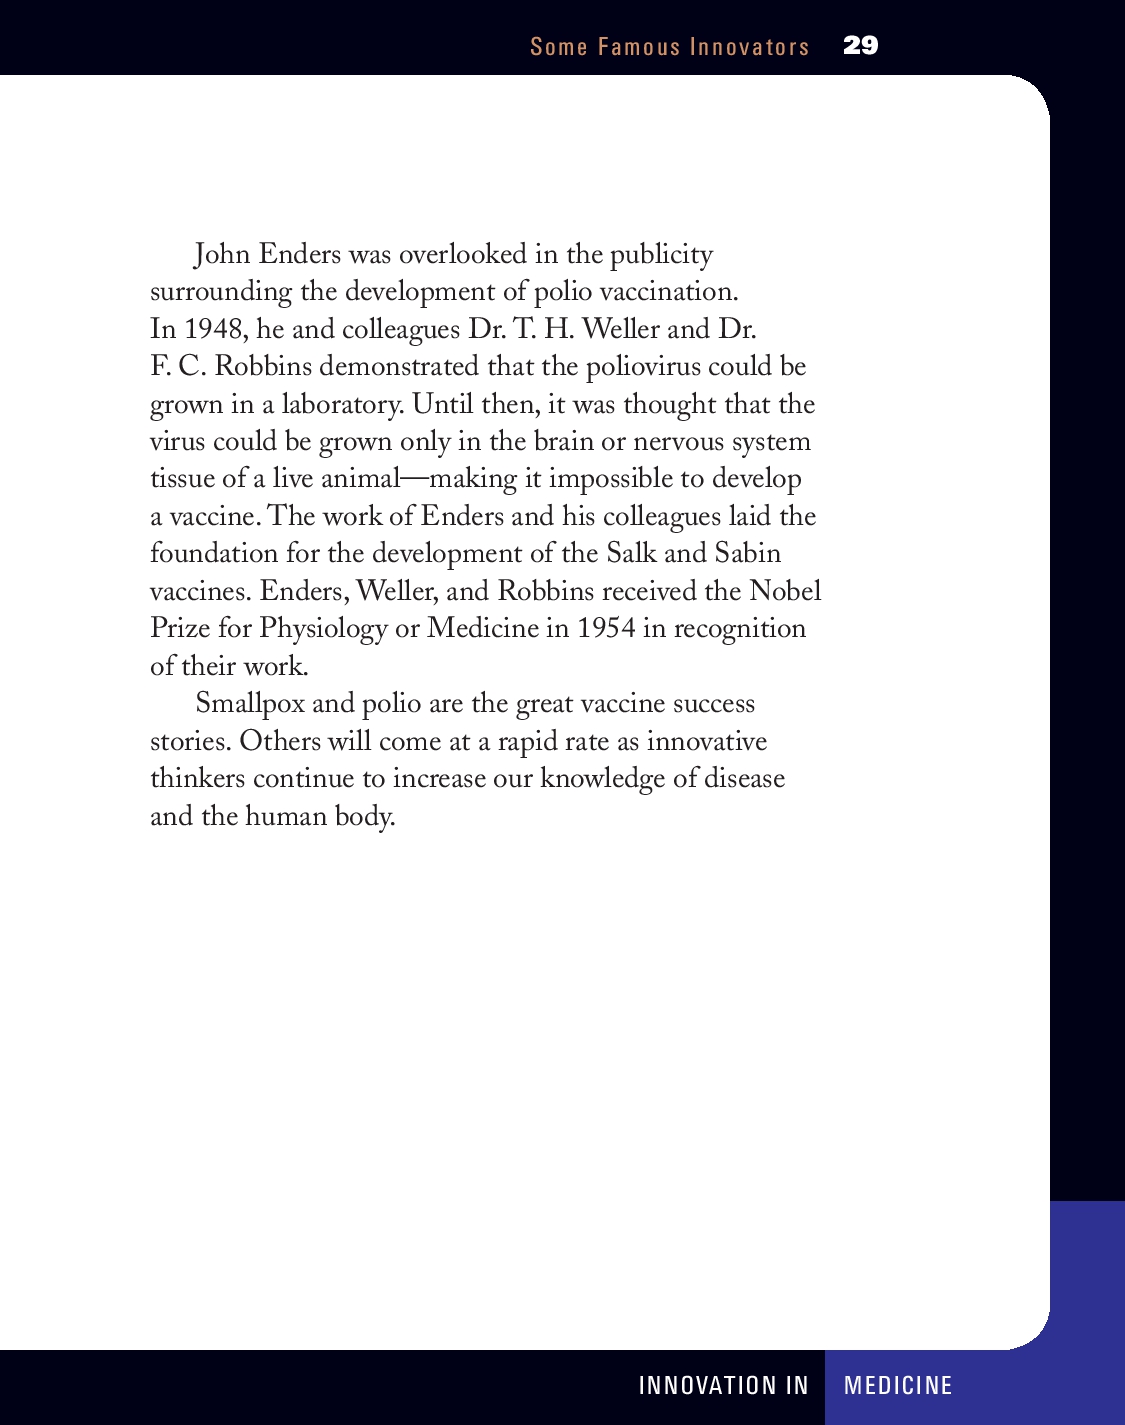 Some Famous Innovators 29
John Enders was overlooked in the publicity
surrounding the development of polio vaccination.
In 1948, he and colleagues Dr. T. H. Weller and Dr.
F. C. Robbins demonstrated that the poliovirus could be
grown in a laboratory. Until then, it was thought that the
virus could be grown only in the brain or nervous system
tissue of a live animal—making it impossible to develop
a vaccine. The work of Enders and his colleagues laid the
foundation for the development of the Salk and Sabin
vaccines. Enders, Weller, and Robbins received the Nobel
Prize for Physiology or Medicine in 1954 in recognition
of their work.
Smallpox and polio are the great vaccine success
stories. Others will come at a rapid rate as innovative
thinkers continue to increase our knowledge of disease
and the human body.
INNOVATION IN MEDICINE